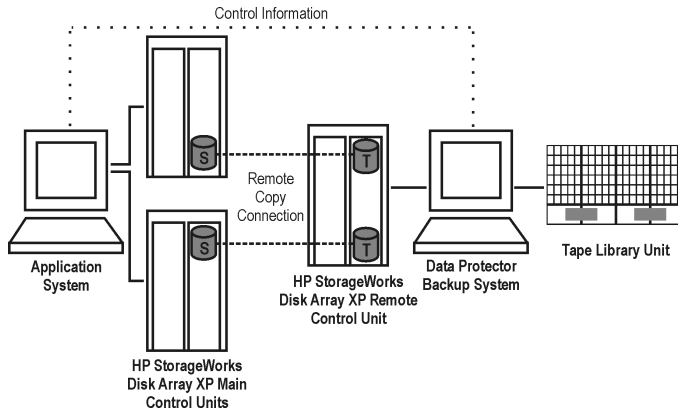 Control Information
S
T
Remote
Copy
Connection
S
T
Application
System
HP StorageWorks
Disk Array XP Main
Control Units
HP StorageWorks
Disk Array XP Remote
Control Unit
Data Protector
Backup System
Tape Library Unit